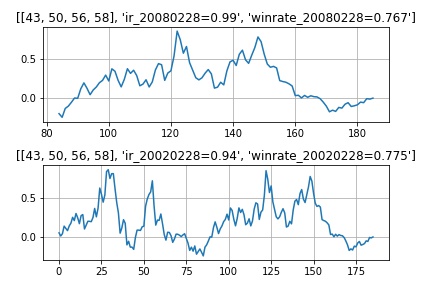 [[43, 50, 56, 58], 'ir_20080228=0.99', 'winrate_20080228=0.767']
0.5
0.0
80 100 120 140 160 180
[[43, 50, 56, 58], 'ir_20020228=0.94', 'winrate_20020228=0.775']
0.5
0.0
0 25 50 75 100 125 150 175